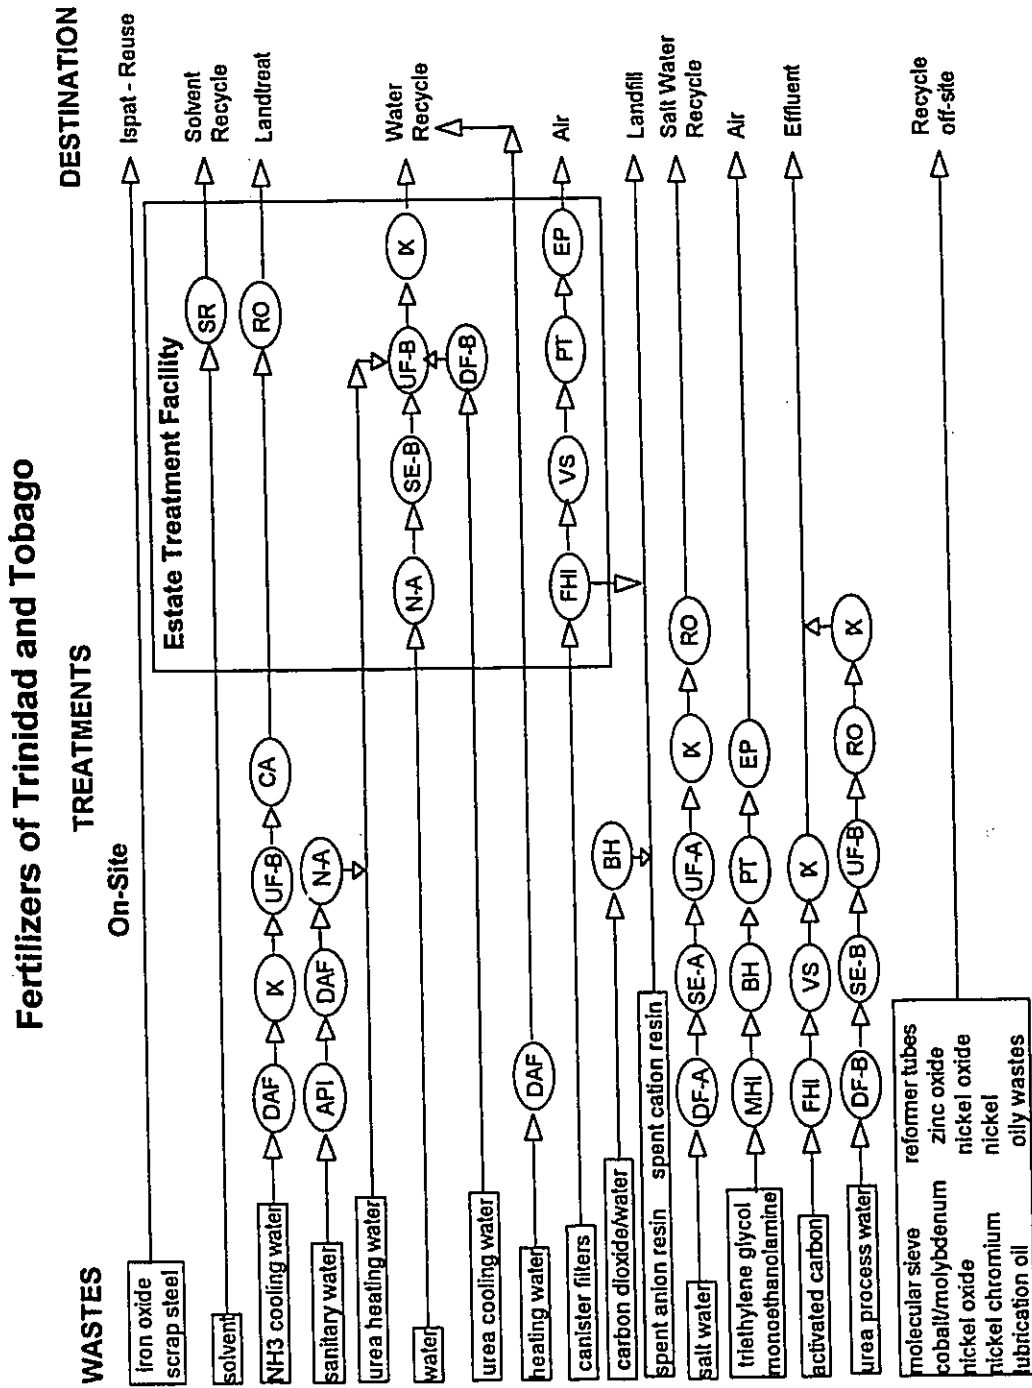 Fertilizers of Trinidad and Tobago
WASTES
TREATMENTS
DESTINATION
On-Site
Estate Treatment Facility
iron oxide
scrap steel
Ispat - Reuse
solvent
SR
Solvent
Recycle
NH3 cooling water
DAF
IX
UF-B
CA
RO
Landtreat
sanitary water
API
DAF
N-A
urea heating water
water
N-A
SE-B
UF-B
IX
Water
Recycle
urea cooling water
DF-B
heating water
DAF
canister filters
FHI
VS
PT
EP
Air
carbon dioxide/water
BH
spent anion resin spent cation resin
Landfill
salt water
DF-A
SE-A
UF-A
IX
RO
Salt Water
Recycle
triethylene glycol
monoethanolamine
MHI
BH
PT
EP
Air
activated carbon
FHI
VS
IX
Effluent
urea process water
DF-B
SE-B
UF-B
RO
IX
molecular sieve reformer tubes
cobalt/molybdenum zinc oxide
nickel oxide nickel oxide
nickel chromium nickel
lubrication oil oily wastes
Recycle
off-site